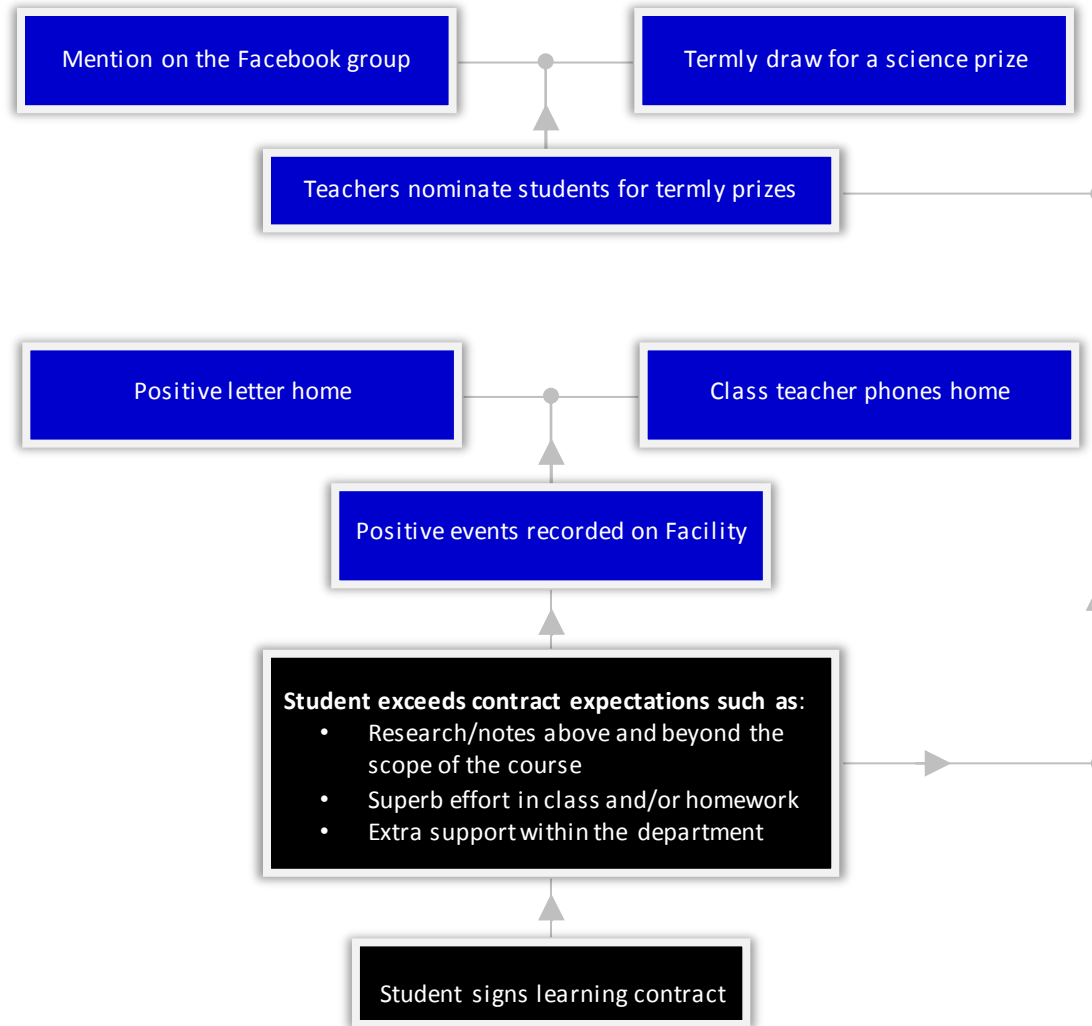 Mention on the Facebook group
Termly draw for a science prize
Teachers nominate students for termly prizes
Positive letter home
Class teacher phones home
Positive events recorded on Facility
Student exceeds contract expectations such as:
• Research/notes above and beyond the
scope of the course
• Superb effort in class and/or homework
• Extra support within the department
Student signs learning contract